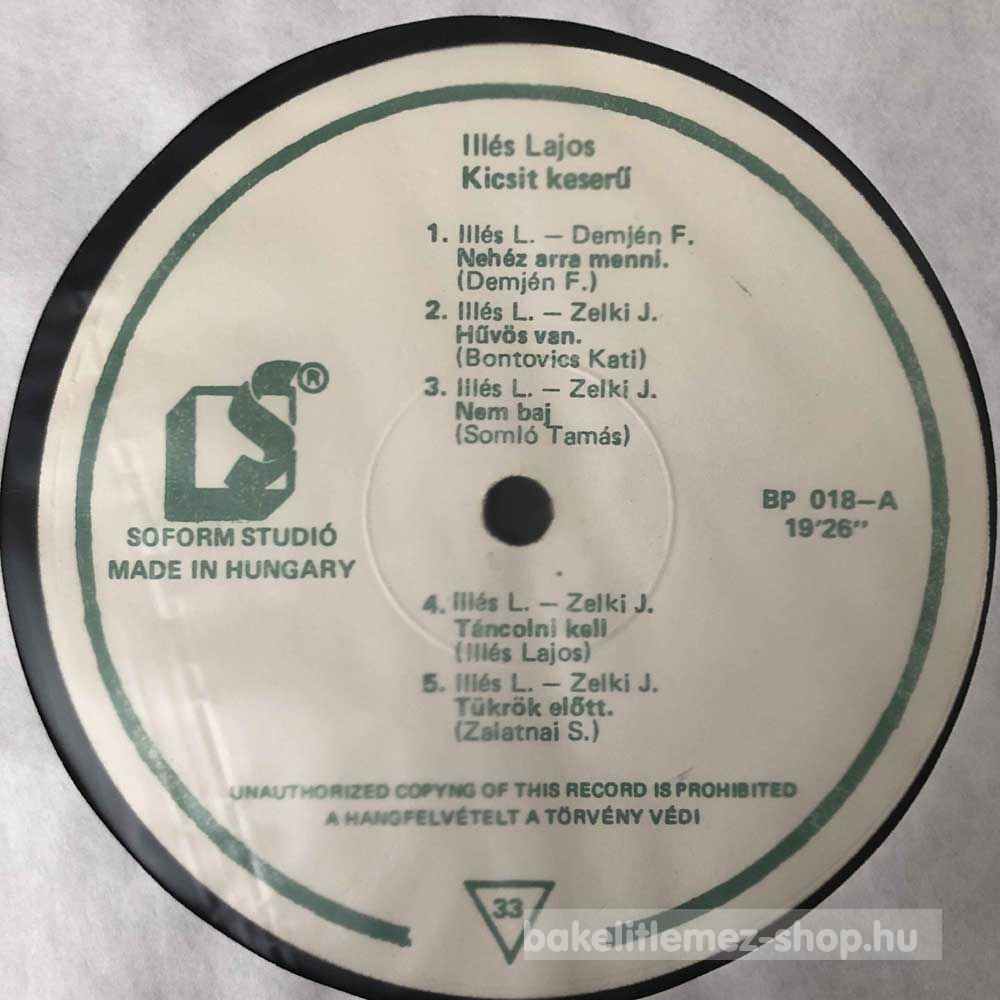 Illés Lajos
Kicsit keserű
1. Illés L. – Demjén F.
Nehéz arra menni.
(Demjén F.)
2. Illés L. – Zelki J.
Hűvös van.
(Bontovics Kati)
3. Illés L. – Zelki J.
Nem baj
(Somló Tamás)
®
SOFORM STUDIÓ
MADE IN HUNGARY
BP 018–A
19'26"
4. Illés L. – Zelki J.
Táncolni kell
(Illés Lajos)
5. Illés L. – Zelki J.
Tükrök előtt.
(Zalatnai S.)
UNAUTHORIZED COPYNG OF THIS RECORD IS PROHIBITED
A HANGFELVÉTELT A TÖRVÉNY VÉDI
33
bakelitlemez-shop.hu